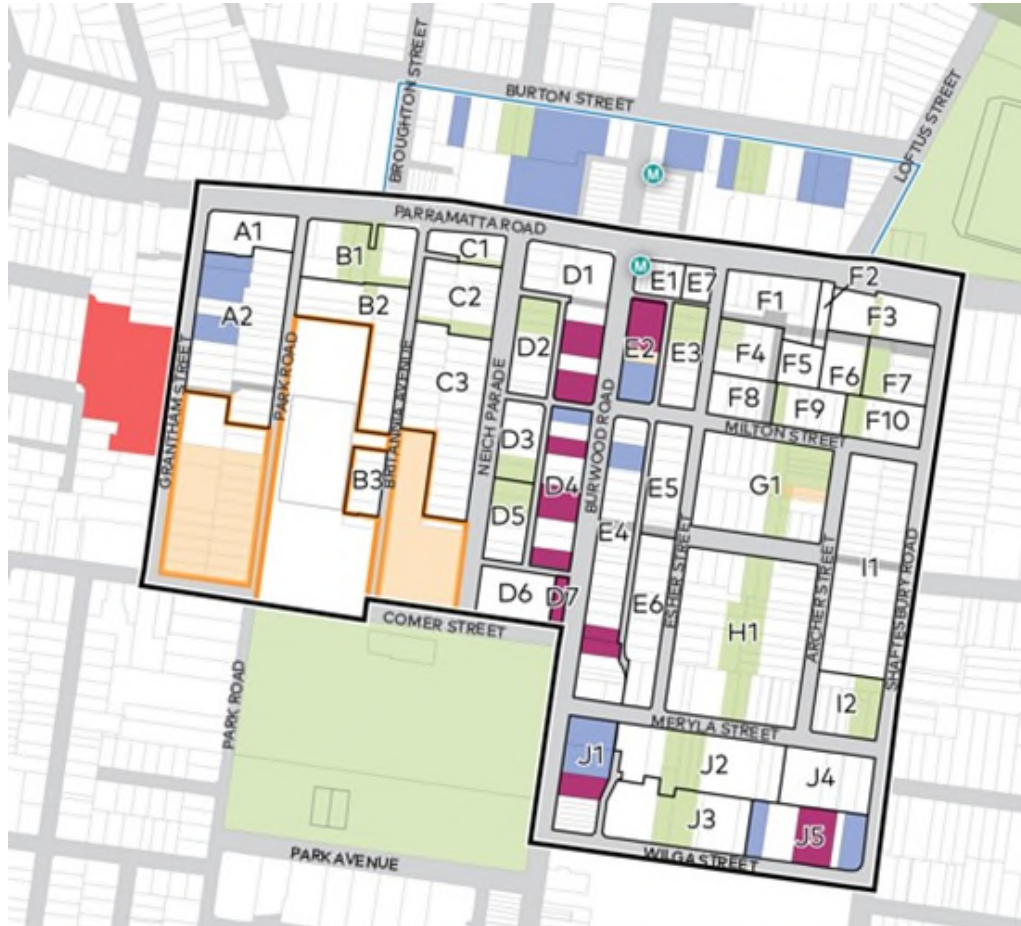 BROUGHTON STREET
BURTON STREET
LOFTUS STREET
M
PARRAMATTA ROAD
A1
B1
C1
D1
M
E1
E7
F1
F2
F3
A2
B2
C2
D2
E2
E3
F4
F5
F6
F7
F8
F9
F10
C3
GRANTHAM STREET
PARK ROAD
BRITANNIA AVENUE
NEICH PARADE
BURWOOD ROAD
MILTON STREET
B3
D3
D4
D5
E4
E5
G1
D6
D7
E6
ESHER STREET
H1
ARCHER STREET
I1
SHAFTESBURY ROAD
COMER STREET
I2
PARK ROAD
MERYLA STREET
J1
J2
J4
J3
J5
PARK AVENUE
WILGA STREET